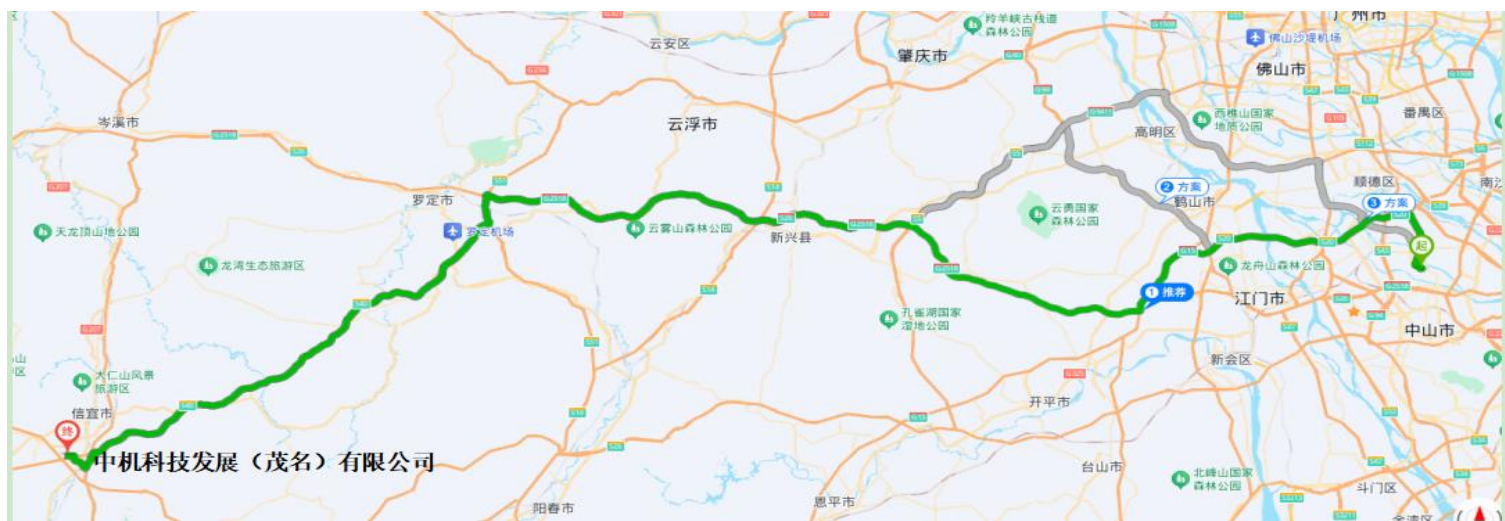 广州市
羚羊峡古栈道
森林公园
云安区
肇庆市
佛山沙堤机场
佛山市
岑溪市
云浮市
西樵山国家
地质公园
番禺区
高明区
顺德区
南沙
罗定市
2 方案
鹤山市
3 方案
云勇国家
森林公园
天龙顶山地公园
罗定机场
云雾山森林公园
新兴县
起
龙湾生态旅游区
龙舟山森林公园
1 推荐
江门市
孔雀湖国家
湿地公园
中山市
新会区
大仁山风景
旅游区
开平市
信宜市
终
中机科技发展（茂名）有限公司
台山市
北峰山国家
森林公园
斗门区
恩平市
阳春市